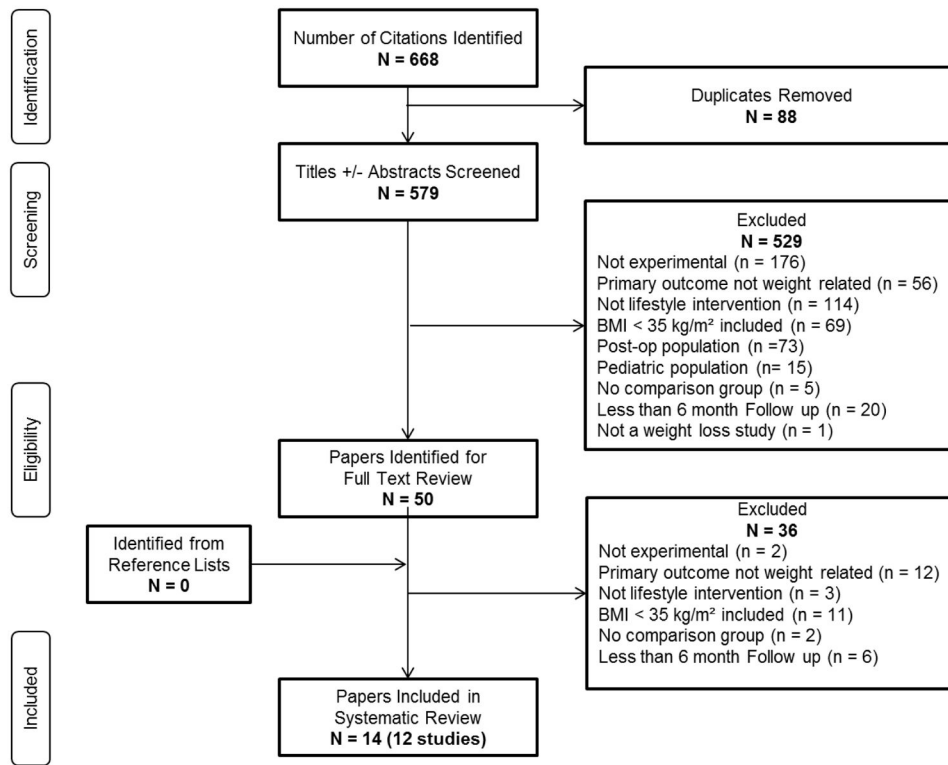 Identification
Number of Citations Identified
N = 668
Duplicates Removed
N = 88
Screening
Titles +/- Abstracts Screened
N = 579
Excluded
N = 529
Not experimental (n = 176)
Primary outcome not weight related (n = 56)
Not lifestyle intervention (n = 114)
BMI < 35 kg/m² included (n = 69)
Post-op population (n =73)
Pediatric population (n= 15)
No comparison group (n = 5)
Less than 6 month Follow up (n = 20)
Not a weight loss study (n = 1)
Eligibility
Papers Identified for
Full Text Review
N = 50
Identified from
Reference Lists
N = 0
Excluded
N = 36
Not experimental (n = 2)
Primary outcome not weight related (n = 12)
Not lifestyle intervention (n = 3)
BMI < 35 kg/m² included (n = 11)
No comparison group (n = 2)
Less than 6 month Follow up (n = 6)
Included
Papers Included in
Systematic Review
N = 14 (12 studies)